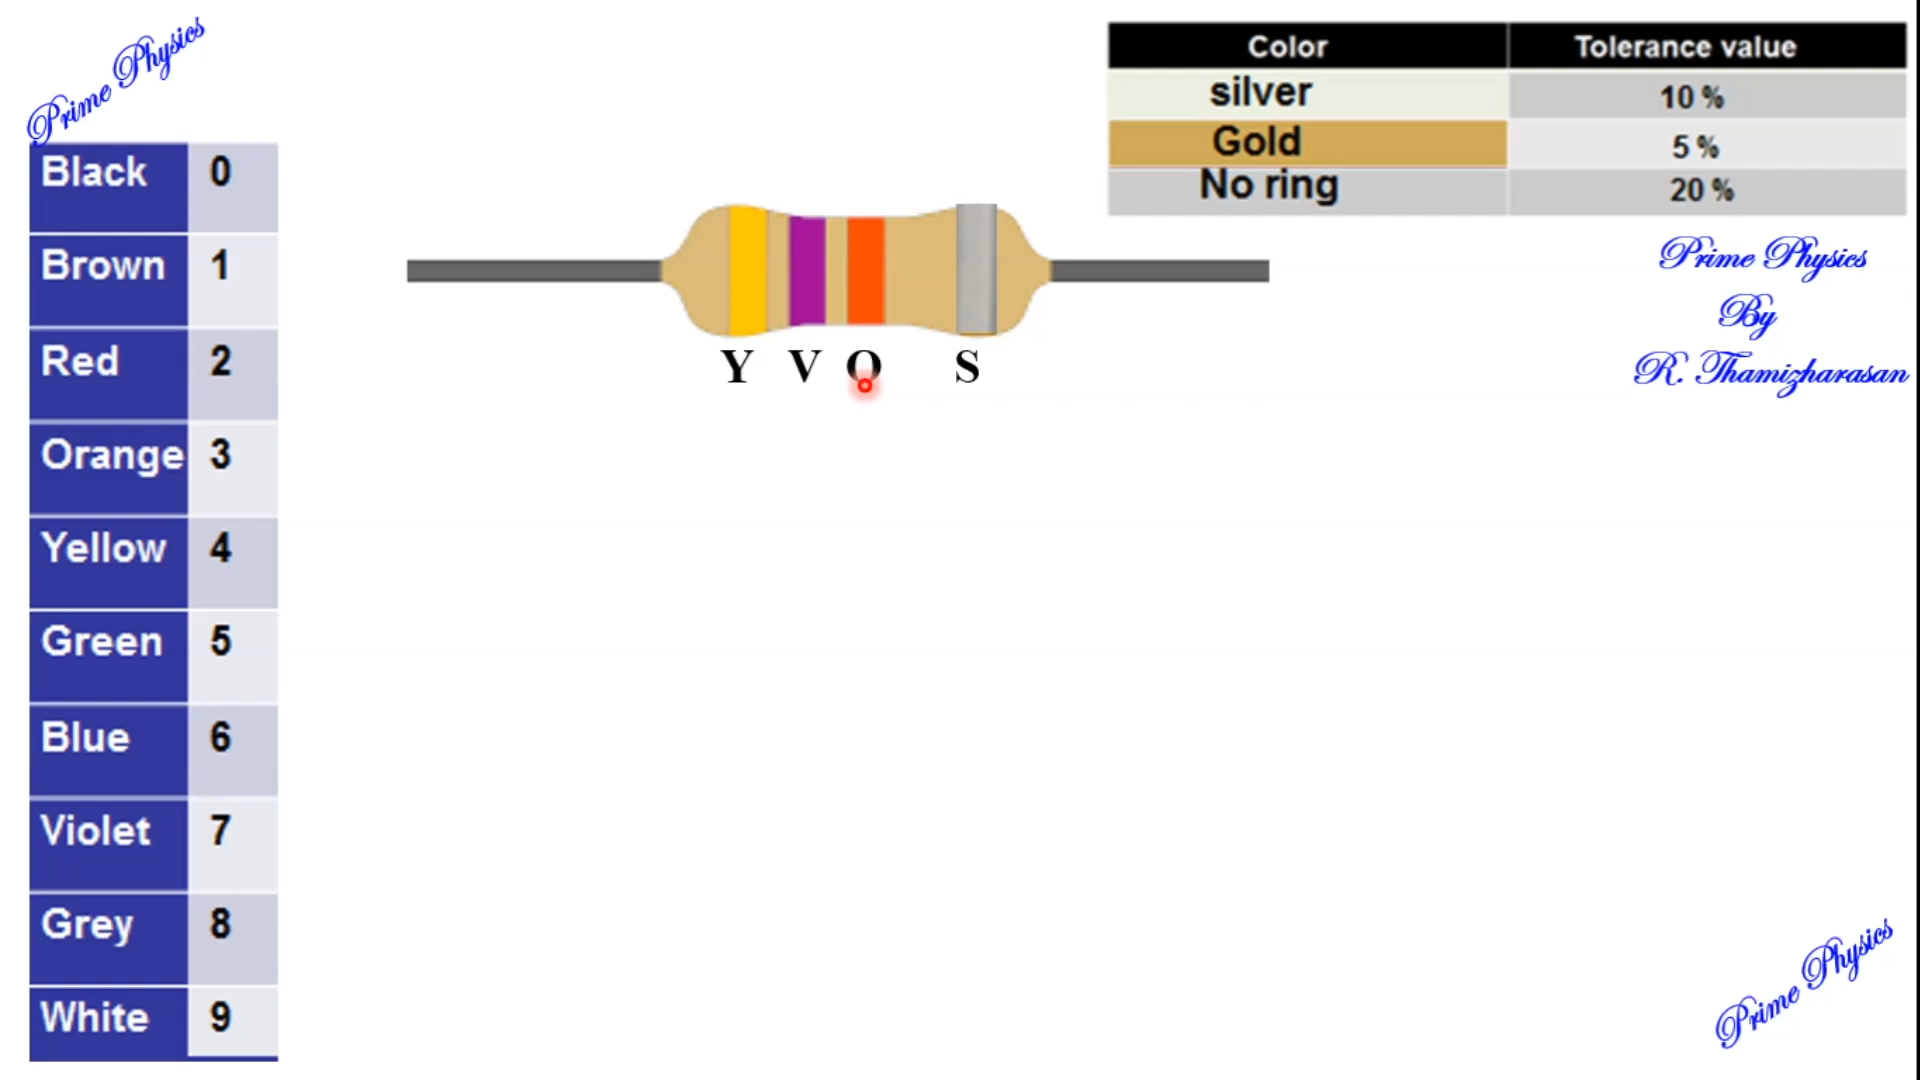 Prime Physics
Color Tolerance value
silver 10 %
Gold 5 %
No ring 20 %
Black 0
Brown 1
Red 2
Orange 3
Yellow 4
Green 5
Blue 6
Violet 7
Grey 8
White 9
Y V O S
Prime Physics
By
R. Thamizharasan
Prime Physics